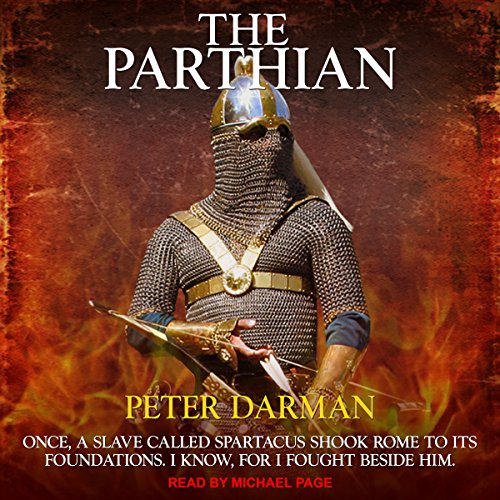 THE
PARTHIAN
PETER DARMAN
ONCE, A SLAVE CALLED SPARTACUS SHOOK ROME TO ITS
FOUNDATIONS. I KNOW, FOR I FOUGHT BESIDE HIM.
READ BY MICHAEL PAGE